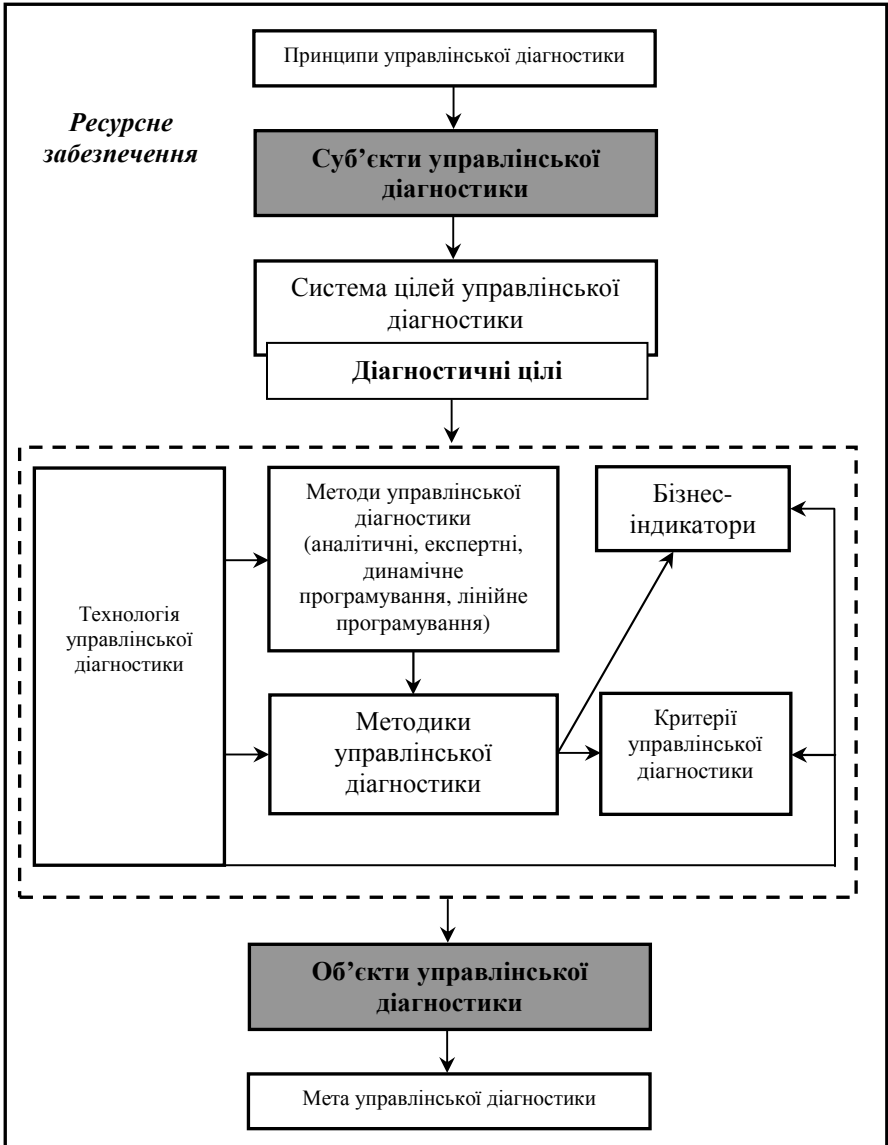 Принципи управлінської діагностики
Ресурсне
забезпечення
Суб’єкти управлінської
діагностики
Система цілей управлінської
діагностики
Діагностичні цілі
Методи управлінської
діагностики
(аналітичні, експертні,
динамічне
програмування, лінійне
програмування)
Бізнес-
індикатори
Технологія
управлінської
діагностики
Методики
управлінської
діагностики
Критерії
управлінської
діагностики
Об’єкти управлінської
діагностики
Мета управлінської діагностики